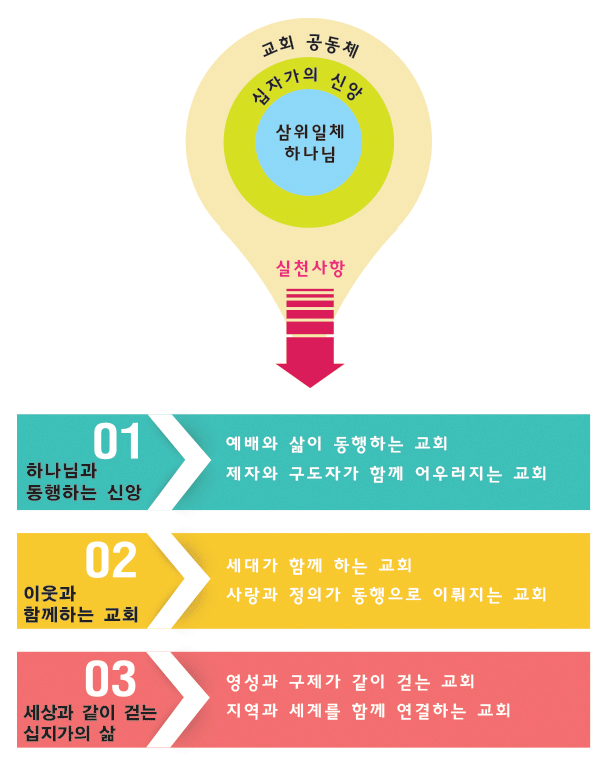 교회 공동체
십자가의 신앙
삼위일체
하나님
실천사항
01
하나님과
동행하는 신앙
예배와 삶이 동행하는 교회
제자와 구도자가 함께 어우러지는 교회
02
이웃과
함께하는 교회
세대가 함께 하는 교회
사랑과 정의가 동행으로 이뤄지는 교회
03
세상과 같이 걷는
십지가의 삶
영성과 구제가 같이 걷는 교회
지역과 세계를 함께 연결하는 교회